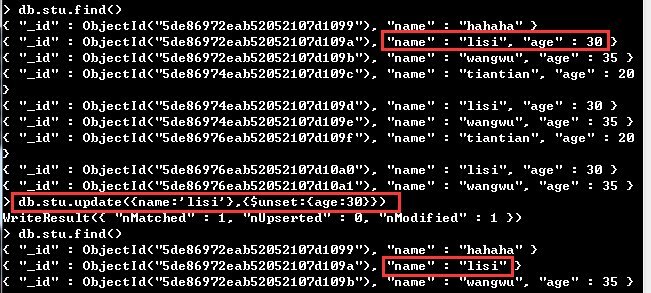 > db.stu.find()
{ "_id" : ObjectId("5de86972eab52052107d1099"), "name" : "hahaha" }
{ "_id" : ObjectId("5de86972eab52052107d109a"), "name" : "lisi", "age" : 30 }
{ "_id" : ObjectId("5de86972eab52052107d109b"), "name" : "wangwu", "age" : 35 }
{ "_id" : ObjectId("5de86974eab52052107d109c"), "name" : "tiantian", "age" : 20
}
{ "_id" : ObjectId("5de86974eab52052107d109d"), "name" : "lisi", "age" : 30 }
{ "_id" : ObjectId("5de86974eab52052107d109e"), "name" : "wangwu", "age" : 35 }
{ "_id" : ObjectId("5de86976eab52052107d109f"), "name" : "tiantian", "age" : 20
}
{ "_id" : ObjectId("5de86976eab52052107d10a0"), "name" : "lisi", "age" : 30 }
{ "_id" : ObjectId("5de86976eab52052107d10a1"), "name" : "wangwu", "age" : 35 }
> db.stu.update({name:'lisi'},{$unset:{age:30}})
WriteResult({ "nMatched" : 1, "nUpserted" : 0, "nModified" : 1 })
> db.stu.find()
{ "_id" : ObjectId("5de86972eab52052107d1099"), "name" : "hahaha" }
{ "_id" : ObjectId("5de86972eab52052107d109a"), "name" : "lisi" }
{ "_id" : ObjectId("5de86972eab52052107d109b"), "name" : "wangwu", "age" : 35 }